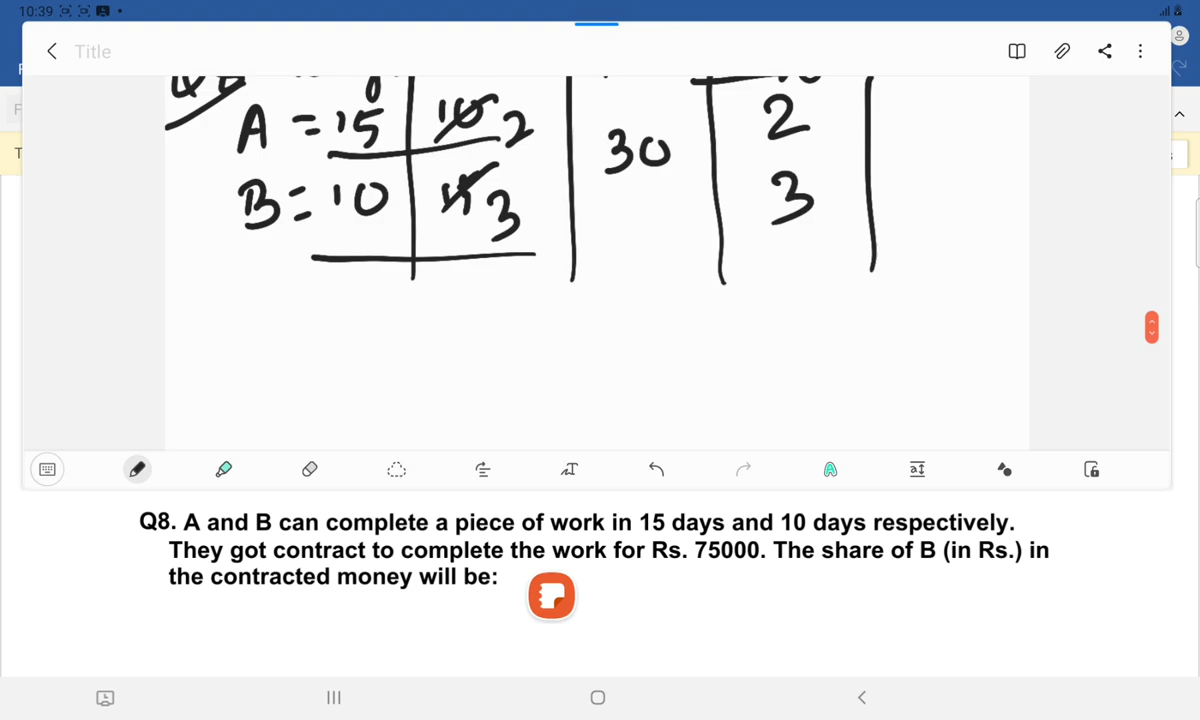 10:39
Title
A = 15 10 2 30 2
B = 10 15 3 3
Q8. A and B can complete a piece of work in 15 days and 10 days respectively.
They got contract to complete the work for Rs. 75000. The share of B (in Rs.) in
the contracted money will be: